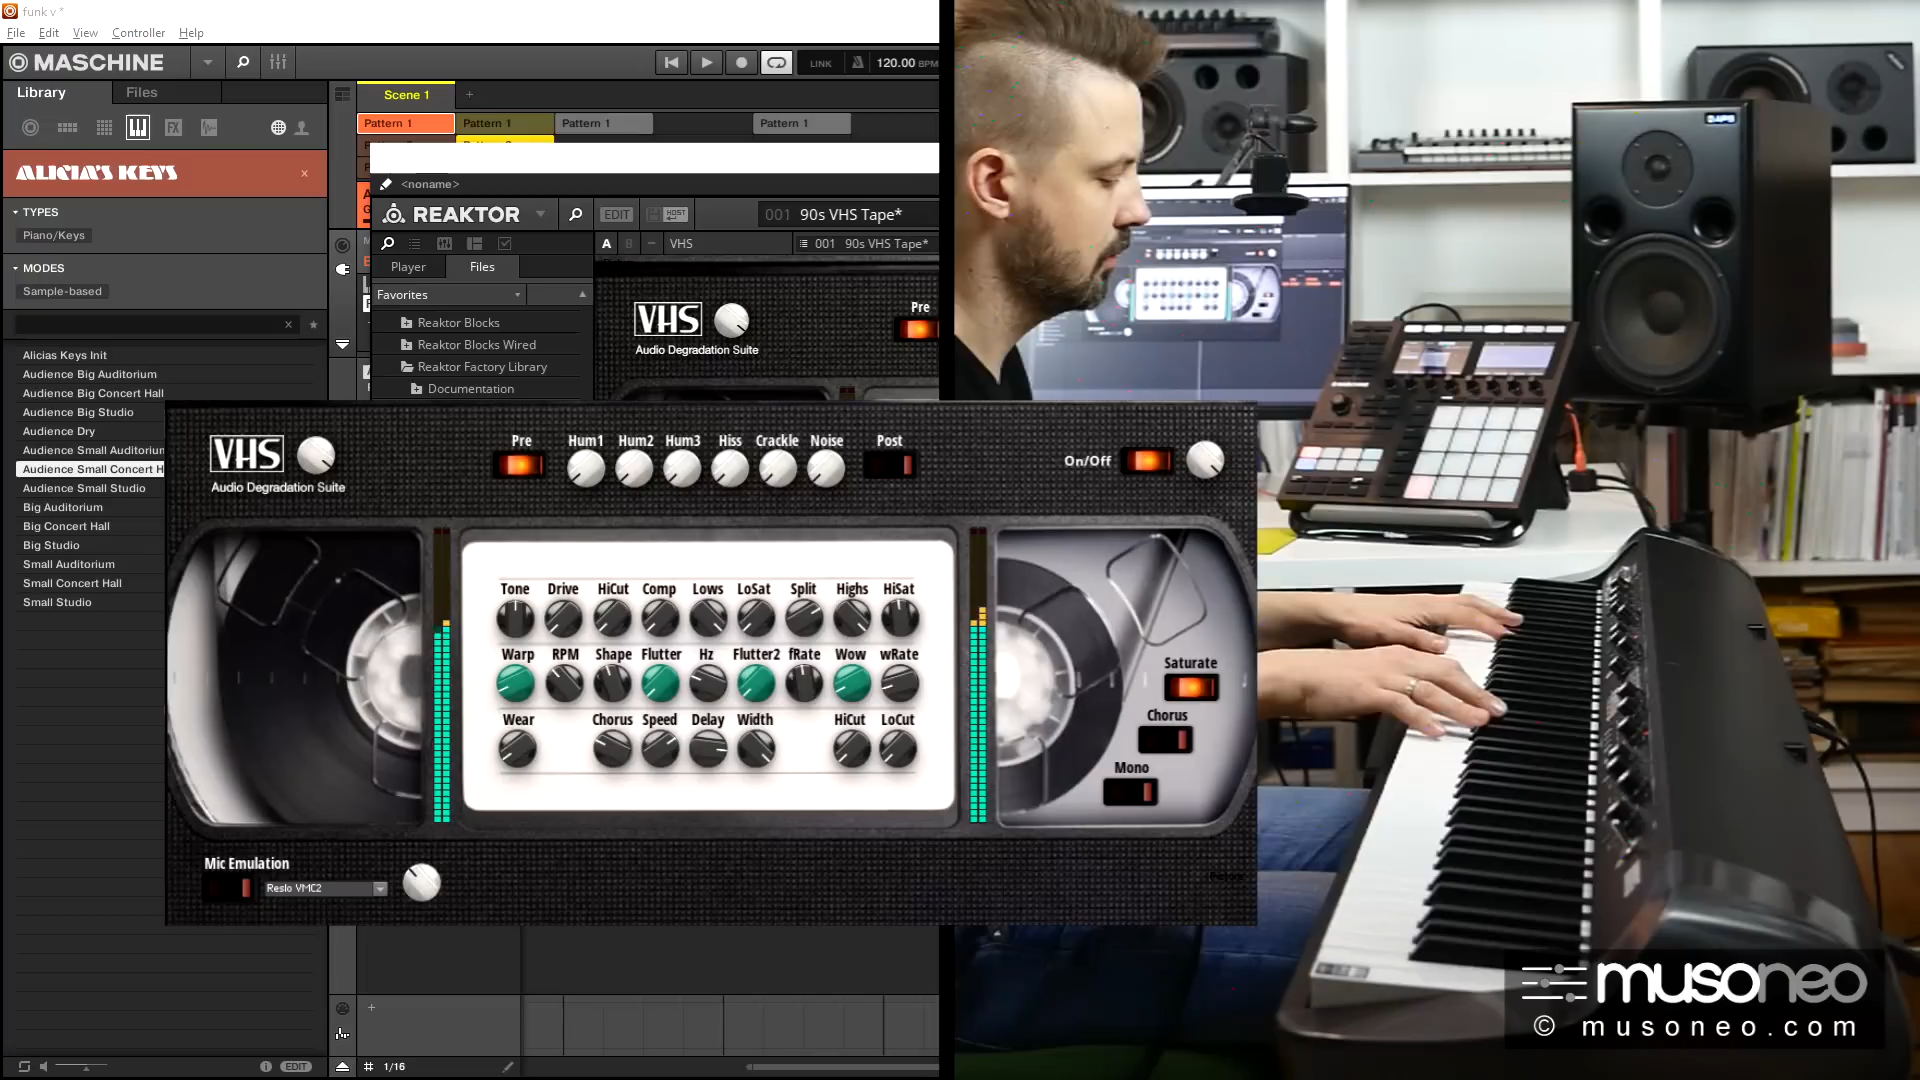 funk v *
File Edit View Controller Help
MASCHINE
LINK 120.00 BPM
Library Files
Scene 1 +
Pattern 1 Pattern 1 Pattern 1 Pattern 1
ALICIA'S KEYS ×
TYPES
Piano/Keys
MODES
Sample-based
Alicias Keys Init
Audience Big Auditorium
Audience Big Concert Hall
Audience Big Studio
Audience Dry
Audience Small Auditorium
Audience Small Concert H
Audience Small Studio
Big Auditorium
Big Concert Hall
Big Studio
Small Auditorium
Small Concert Hall
Small Studio
EDIT
1/16
<noname>
REAKTOR EDIT HOST 001 90s VHS Tape*
A B VHS 001 90s VHS Tape*
Player Files
Favorites
Reaktor Blocks
Reaktor Blocks Wired
Reaktor Factory Library
Documentation
VHS
Audio Degradation Suite
Pre
VHS
Audio Degradation Suite
Pre Hum1 Hum2 Hum3 Hiss Crackle Noise Post
On/Off
Tone Drive HiCut Comp Lows LoSat Split Highs HiSat
Warp RPM Shape Flutter Hz Flutter2 fRate Wow wRate
Wear Chorus Speed Delay Width HiCut LoCut
Saturate
Chorus
Mono
Mic Emulation
Reslo VMC2
musoneo
© musoneo.com